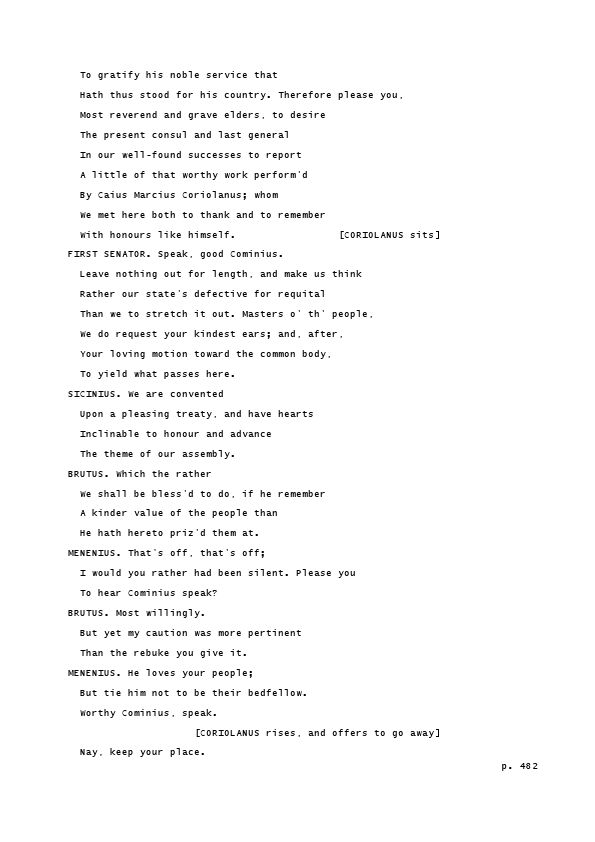 To gratify his noble service that
Hath thus stood for his country. Therefore please you,
Most reverend and grave elders, to desire
The present consul and last general
In our well-found successes to report
A little of that worthy work perform'd
By Caius Marcius Coriolanus; whom
We met here both to thank and to remember
With honours like himself. [CORIOLANUS sits]
FIRST SENATOR. Speak, good Cominius.
Leave nothing out for length, and make us think
Rather our state's defective for requital
Than we to stretch it out. Masters o' th' people,
We do request your kindest ears; and, after,
Your loving motion toward the common body,
To yield what passes here.
SICINIUS. We are convented
Upon a pleasing treaty, and have hearts
Inclinable to honour and advance
The theme of our assembly.
BRUTUS. Which the rather
We shall be bless'd to do, if he remember
A kinder value of the people than
He hath hereto priz'd them at.
MENENIUS. That's off, that's off;
I would you rather had been silent. Please you
To hear Cominius speak?
BRUTUS. Most willingly.
But yet my caution was more pertinent
Than the rebuke you give it.
MENENIUS. He loves your people;
But tie him not to be their bedfellow.
Worthy Cominius, speak.
[CORIOLANUS rises, and offers to go away]
Nay, keep your place.
p. 482